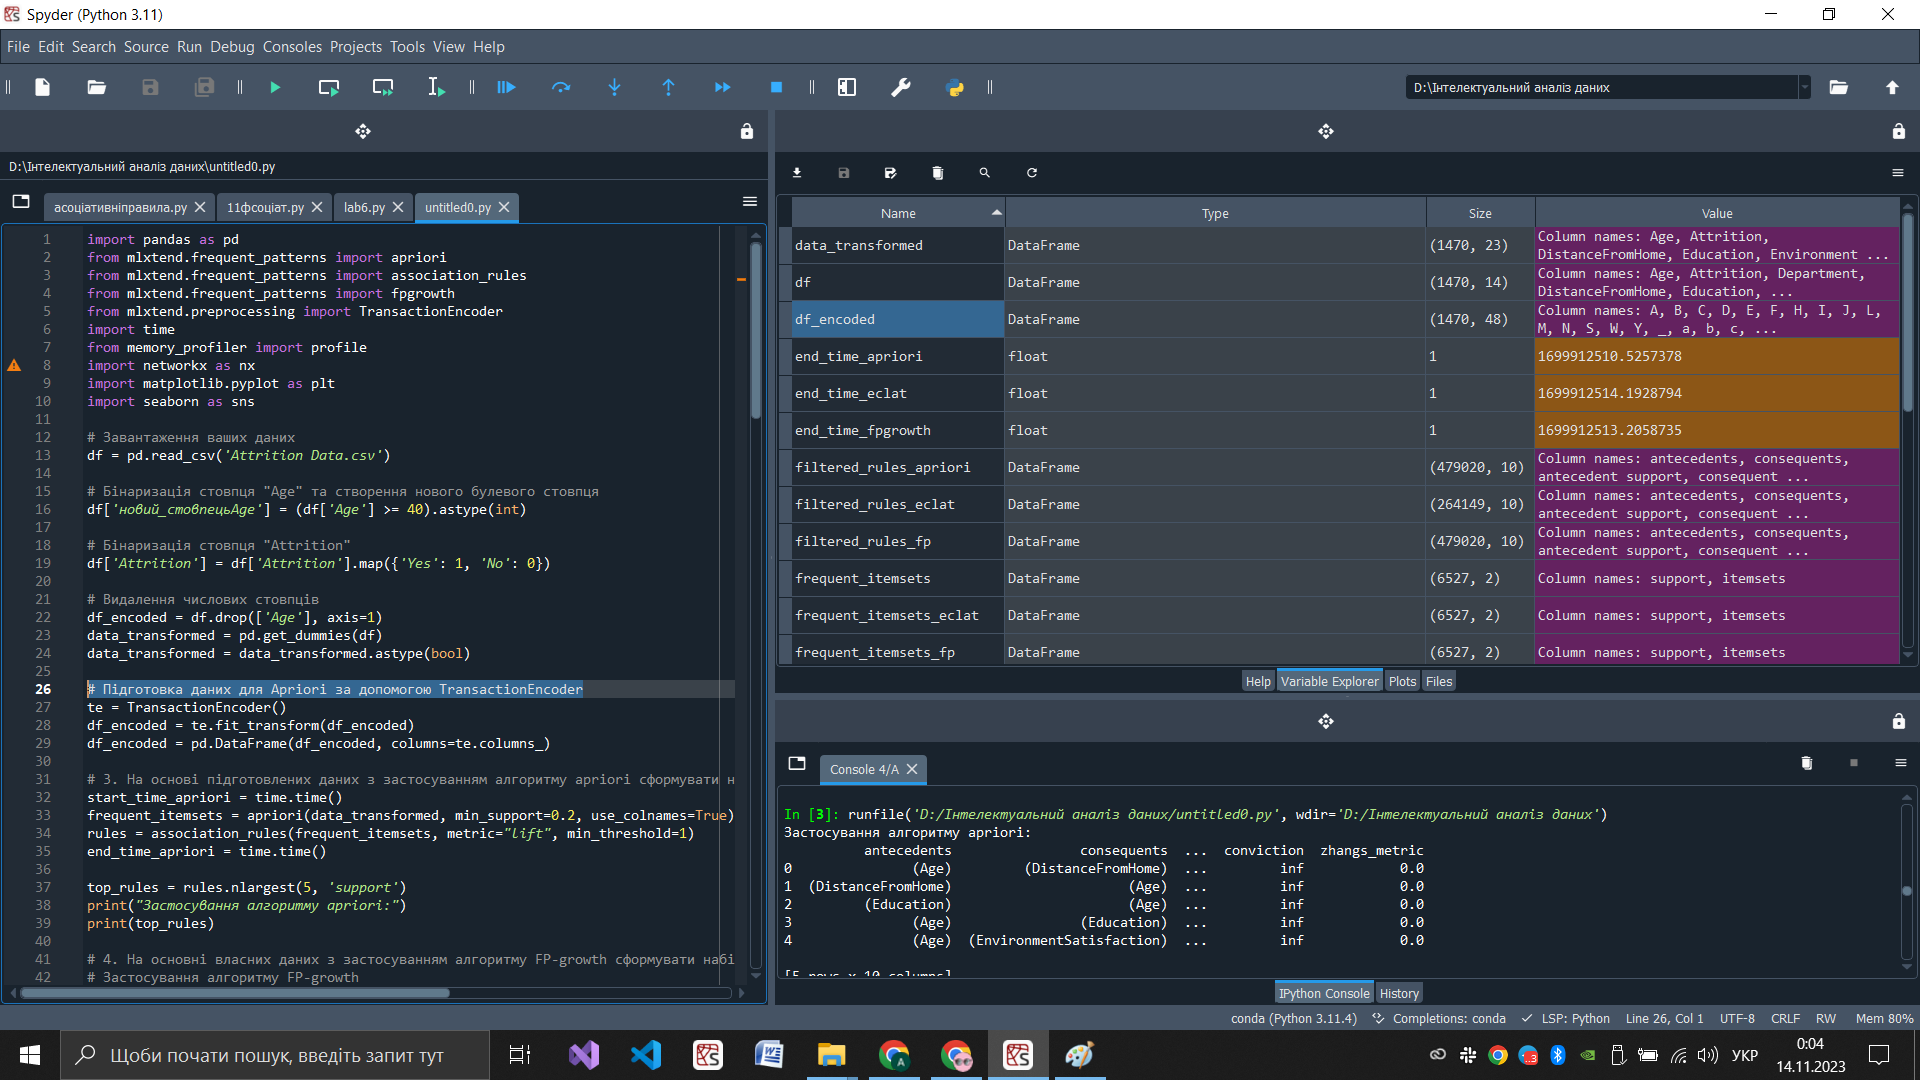 Spyder (Python 3.11)
File Edit Search Source Run Debug Consoles Projects Tools View Help
D:\Інтелектуальний аналіз даних
D:\Інтелектуальний аналіз даних\untitled0.py
асоціативніправила.py
11фсоціат.py
lab6.py
untitled0.py
1 import pandas as pd
2 from mlxtend.frequent_patterns import apriori
3 from mlxtend.frequent_patterns import association_rules
4 from mlxtend.frequent_patterns import fpgrowth
5 from mlxtend.preprocessing import TransactionEncoder
6 import time
7 from memory_profiler import profile
8 import networkx as nx
9 import matplotlib.pyplot as plt
10 import seaborn as sns
11
12 # Завантаження ваших даних
13 df = pd.read_csv('Attrition Data.csv')
14
15 # Бінаризація стовпця "Age" та створення нового булевого стовпця
16 df['новий_стовпецьAge'] = (df['Age'] >= 40).astype(int)
17
18 # Бінаризація стовпця "Attrition"
19 df['Attrition'] = df['Attrition'].map({'Yes': 1, 'No': 0})
20
21 # Видалення числових стовпців
22 df_encoded = df.drop(['Age'], axis=1)
23 data_transformed = pd.get_dummies(df)
24 data_transformed = data_transformed.astype(bool)
25
26 # Підготовка даних для Apriori за допомогою TransactionEncoder
27 te = TransactionEncoder()
28 df_encoded = te.fit_transform(df_encoded)
29 df_encoded = pd.DataFrame(df_encoded, columns=te.columns_)
30
31 # 3. На основі підготовлених даних з застосуванням алгоритму apriori сформувати н
32 start_time_apriori = time.time()
33 frequent_itemsets = apriori(data_transformed, min_support=0.2, use_colnames=True)
34 rules = association_rules(frequent_itemsets, metric="lift", min_threshold=1)
35 end_time_apriori = time.time()
36
37 top_rules = rules.nlargest(5, 'support')
38 print("Застосування алгоритму apriori:")
39 print(top_rules)
40
41 # 4. На основні власних даних з застосуванням алгоритму FP-growth сформувати набі
42 # Застосування алгоритму FP-growth
Name Type Size Value
data_transformed DataFrame (1470, 23) Column names: Age, Attrition,
DistanceFromHome, Education, Environment ...
df DataFrame (1470, 14) Column names: Age, Attrition, Department,
DistanceFromHome, Education, ...
df_encoded DataFrame (1470, 48) Column names: A, B, C, D, E, F, H, I, J, L,
M, N, S, W, Y, _, a, b, c, ...
end_time_apriori float 1 1699912510.5257378
end_time_eclat float 1 1699912514.1928794
end_time_fpgrowth float 1 1699912513.2058735
filtered_rules_apriori DataFrame (479020, 10) Column names: antecedents, consequents,
antecedent support, consequent ...
filtered_rules_eclat DataFrame (264149, 10) Column names: antecedents, consequents,
antecedent support, consequent ...
filtered_rules_fp DataFrame (479020, 10) Column names: antecedents, consequents,
antecedent support, consequent ...
frequent_itemsets DataFrame (6527, 2) Column names: support, itemsets
frequent_itemsets_eclat DataFrame (6527, 2) Column names: support, itemsets
frequent_itemsets_fp DataFrame (6527, 2) Column names: support, itemsets
Help Variable Explorer Plots Files
Console 4/A
In [3]: runfile('D:/Інтелектуальний аналіз даних/untitled0.py', wdir='D:/Інтелектуальний аналіз даних')
Застосування алгоритму apriori:
antecedents consequents ... conviction zhangs_metric
0 (Age) (DistanceFromHome) ... inf 0.0
1 (DistanceFromHome) (Age) ... inf 0.0
2 (Education) (Age) ... inf 0.0
3 (Age) (Education) ... inf 0.0
4 (Age) (EnvironmentSatisfaction) ... inf 0.0
[5 rows x 10 columns]
IPython Console History
conda (Python 3.11.4) Completions: conda LSP: Python Line 26, Col 1 UTF-8 CRLF RW Mem 80%
Щоби почати пошук, введіть запит тут
УКР
0:04
14.11.2023